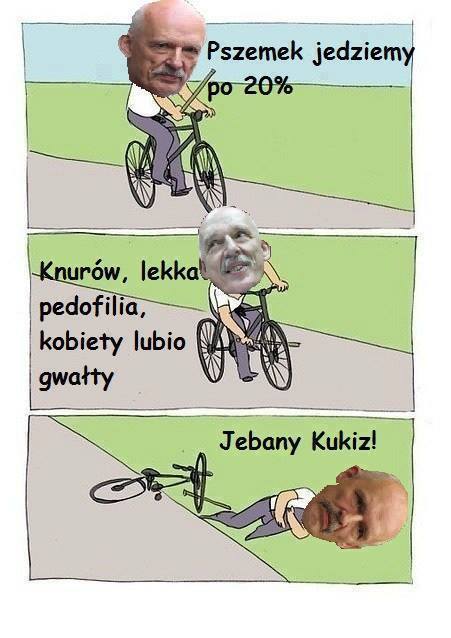 Pszemek jedziemy
po 20%
Knurów, lekka
pedofilia,
kobiety lubio
gwałty
Jebany Kukiz!